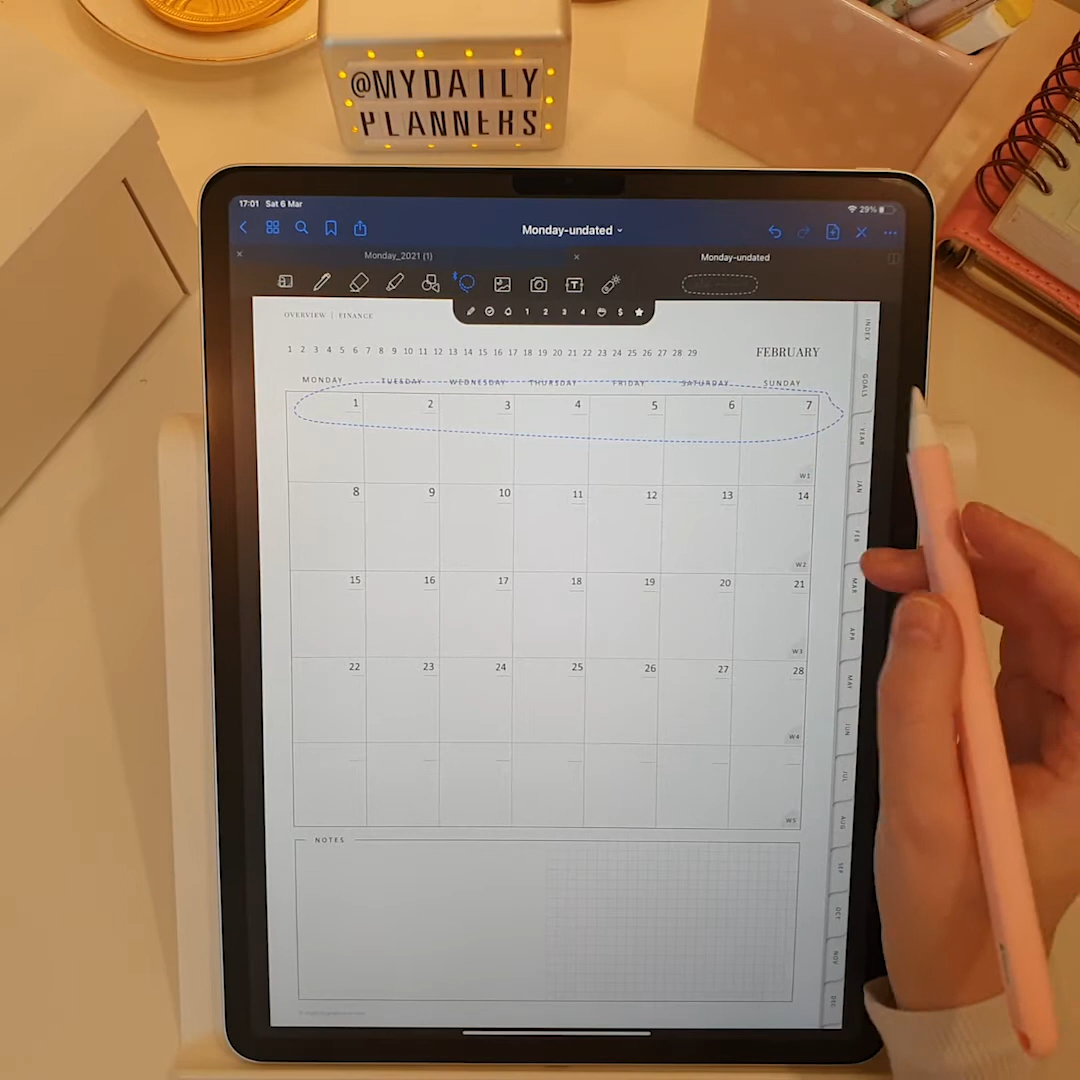 @MYDAILY
PLANNERS
17:01 Sat 6 Mar 29%
Monday-undated
Monday_2021 (1) Monday-undated
T
1 2 3 4 $
OVERVIEW | FINANCE
1 2 3 4 5 6 7 8 9 10 11 12 13 14 15 16 17 18 19 20 21 22 23 24 25 26 27 28 29 FEBRUARY
MONDAY TUESDAY WEDNESDAY THURSDAY FRIDAY SATURDAY SUNDAY
1 2 3 4 5 6 7
W1
8 9 10 11 12 13 14
W2
15 16 17 18 19 20 21
W3
22 23 24 25 26 27 28
W4
W5
NOTES
INDEX
GOALS
YEAR
JAN
FEB
MAR
APR
MAY
JUN
JUL
AUG
SEP
OCT
NOV
DEC